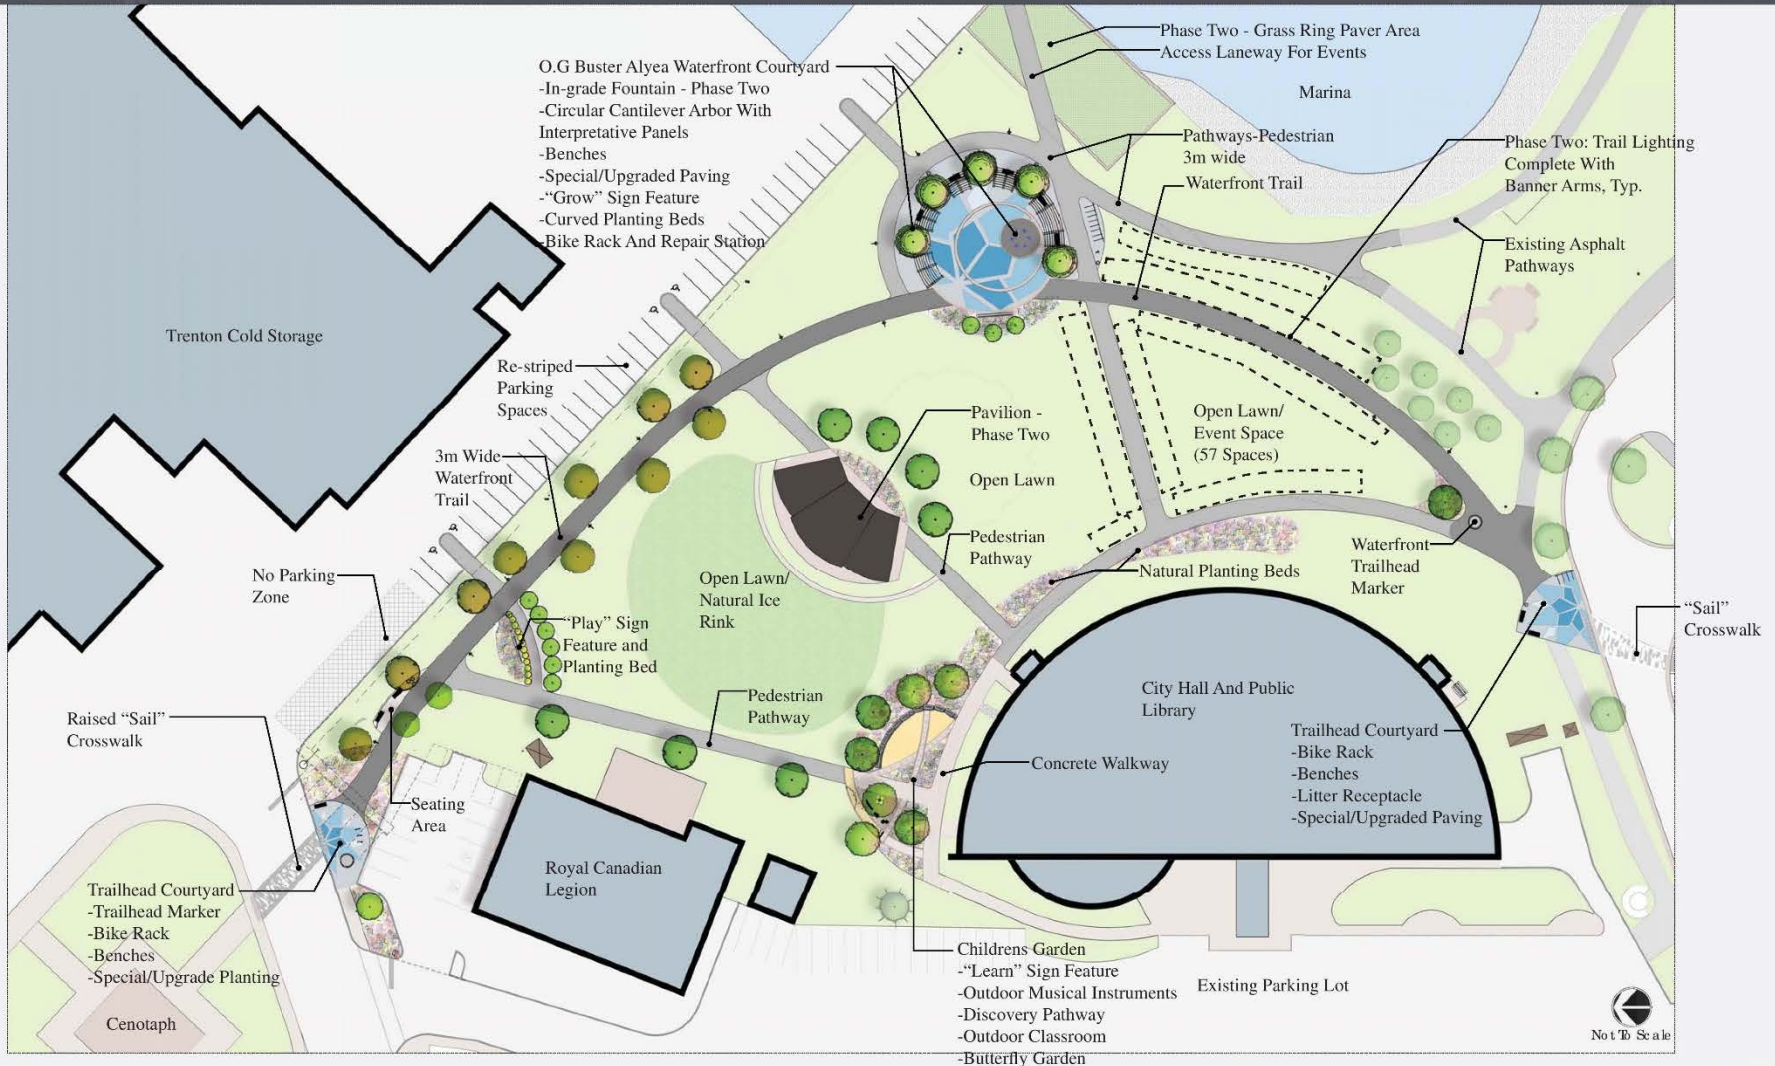 Phase Two - Grass Ring Paver Area
Access Laneway For Events
Marina
O.G Buster Alyea Waterfront Courtyard
-In-grade Fountain - Phase Two
-Circular Cantilever Arbor With
Interpretative Panels
-Benches
-Special/Upgraded Paving
-“Grow” Sign Feature
-Curved Planting Beds
-Bike Rack And Repair Station
Pathways-Pedestrian
3m wide
Waterfront Trail
Phase Two: Trail Lighting
Complete With
Banner Arms, Typ.
Existing Asphalt
Pathways
Trenton Cold Storage
Re-striped
Parking
Spaces
Pavilion -
Phase Two
Open Lawn/
Event Space
(57 Spaces)
3m Wide
Waterfront
Trail
Open Lawn
Pedestrian
Pathway
Waterfront
Trailhead
Marker
No Parking
Zone
Open Lawn/
Natural Ice
Rink
Natural Planting Beds
“Sail”
Crosswalk
“Play” Sign
Feature and
Planting Bed
Pedestrian
Pathway
City Hall And Public
Library
Raised “Sail”
Crosswalk
Trailhead Courtyard
-Bike Rack
-Benches
-Litter Receptacle
-Special/Upgraded Paving
Concrete Walkway
Seating
Area
Royal Canadian
Legion
Trailhead Courtyard
-Trailhead Marker
-Bike Rack
-Benches
-Special/Upgrade Planting
Cenotaph
Childrens Garden
-“Learn” Sign Feature
-Outdoor Musical Instruments
-Discovery Pathway
-Outdoor Classroom
-Butterfly Garden
Existing Parking Lot
Not To Scale